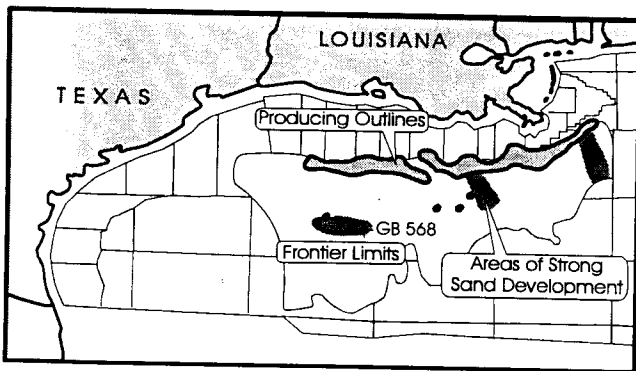 LOUISIANA
TEXAS
Producing Outlines
GB 568
Frontier Limits
Areas of Strong
Sand Development